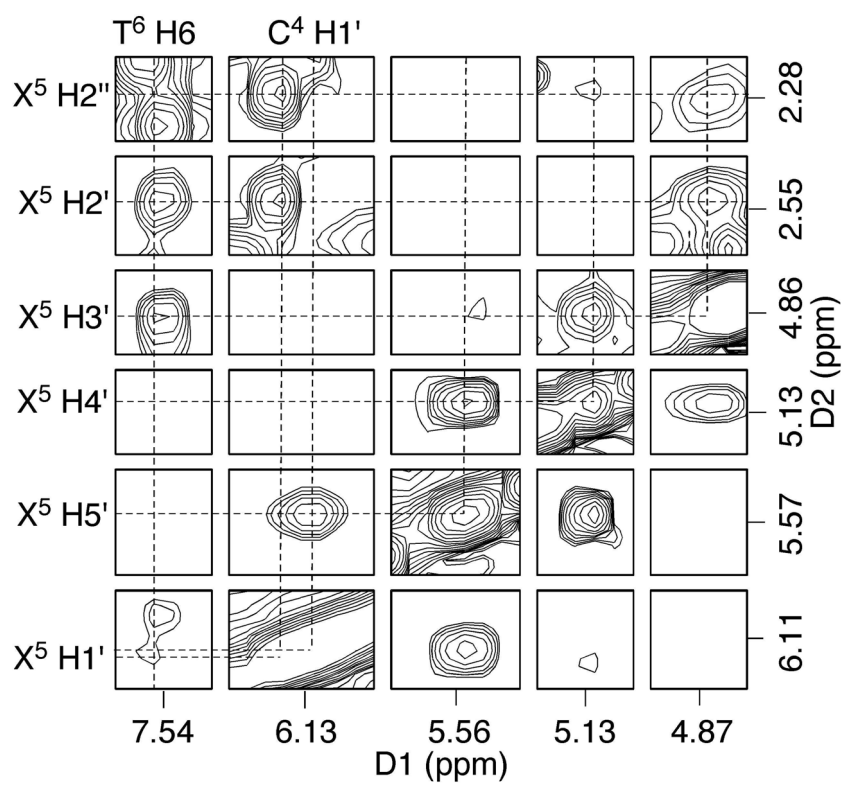 T⁶ H6 C⁴ H1'
X⁵ H2" 2.28
X⁵ H2' 2.55
X⁵ H3' 4.86
X⁵ H4' 5.13
X⁵ H5' 5.57
X⁵ H1' 6.11
D2 (ppm)
7.54 6.13 5.56 5.13 4.87
D1 (ppm)